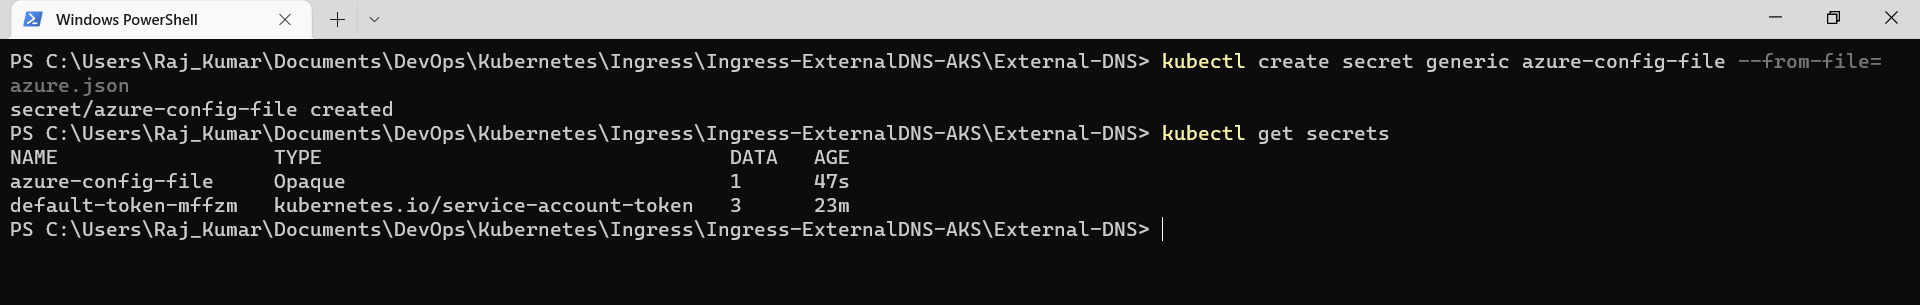 Windows PowerShell
PS C:\Users\Raj_Kumar\Documents\DevOps\Kubernetes\Ingress\Ingress-ExternalDNS-AKS\External-DNS> kubectl create secret generic azure-config-file --from-file=
azure.json
secret/azure-config-file created
PS C:\Users\Raj_Kumar\Documents\DevOps\Kubernetes\Ingress\Ingress-ExternalDNS-AKS\External-DNS> kubectl get secrets
NAME                  TYPE                                  DATA   AGE
azure-config-file     Opaque                                1      47s
default-token-mffzm   kubernetes.io/service-account-token   3      23m
PS C:\Users\Raj_Kumar\Documents\DevOps\Kubernetes\Ingress\Ingress-ExternalDNS-AKS\External-DNS>